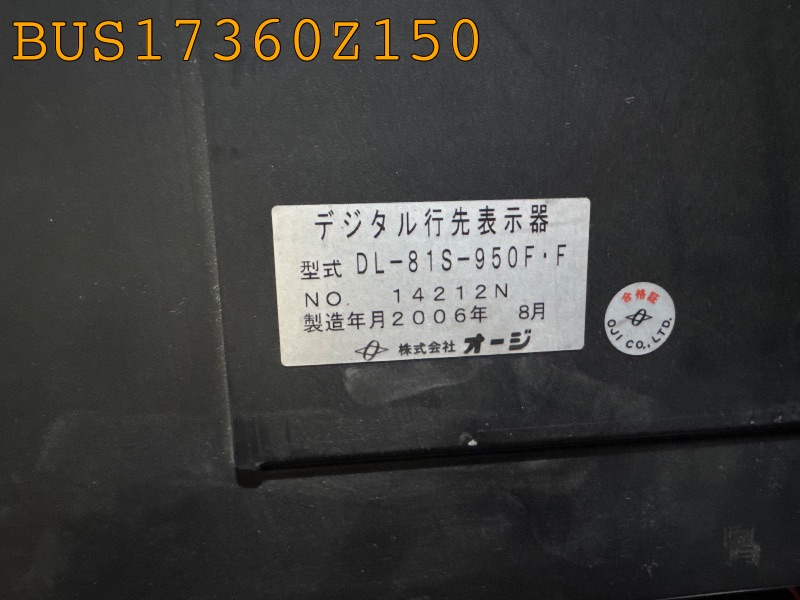 BUS17360Z150
デジタル行先表示器
型式 DL-81S-950F·F
NO. 14212N
製造年月2006年 8月
株式会社 オージ
合格証
OJI CO., LTD.